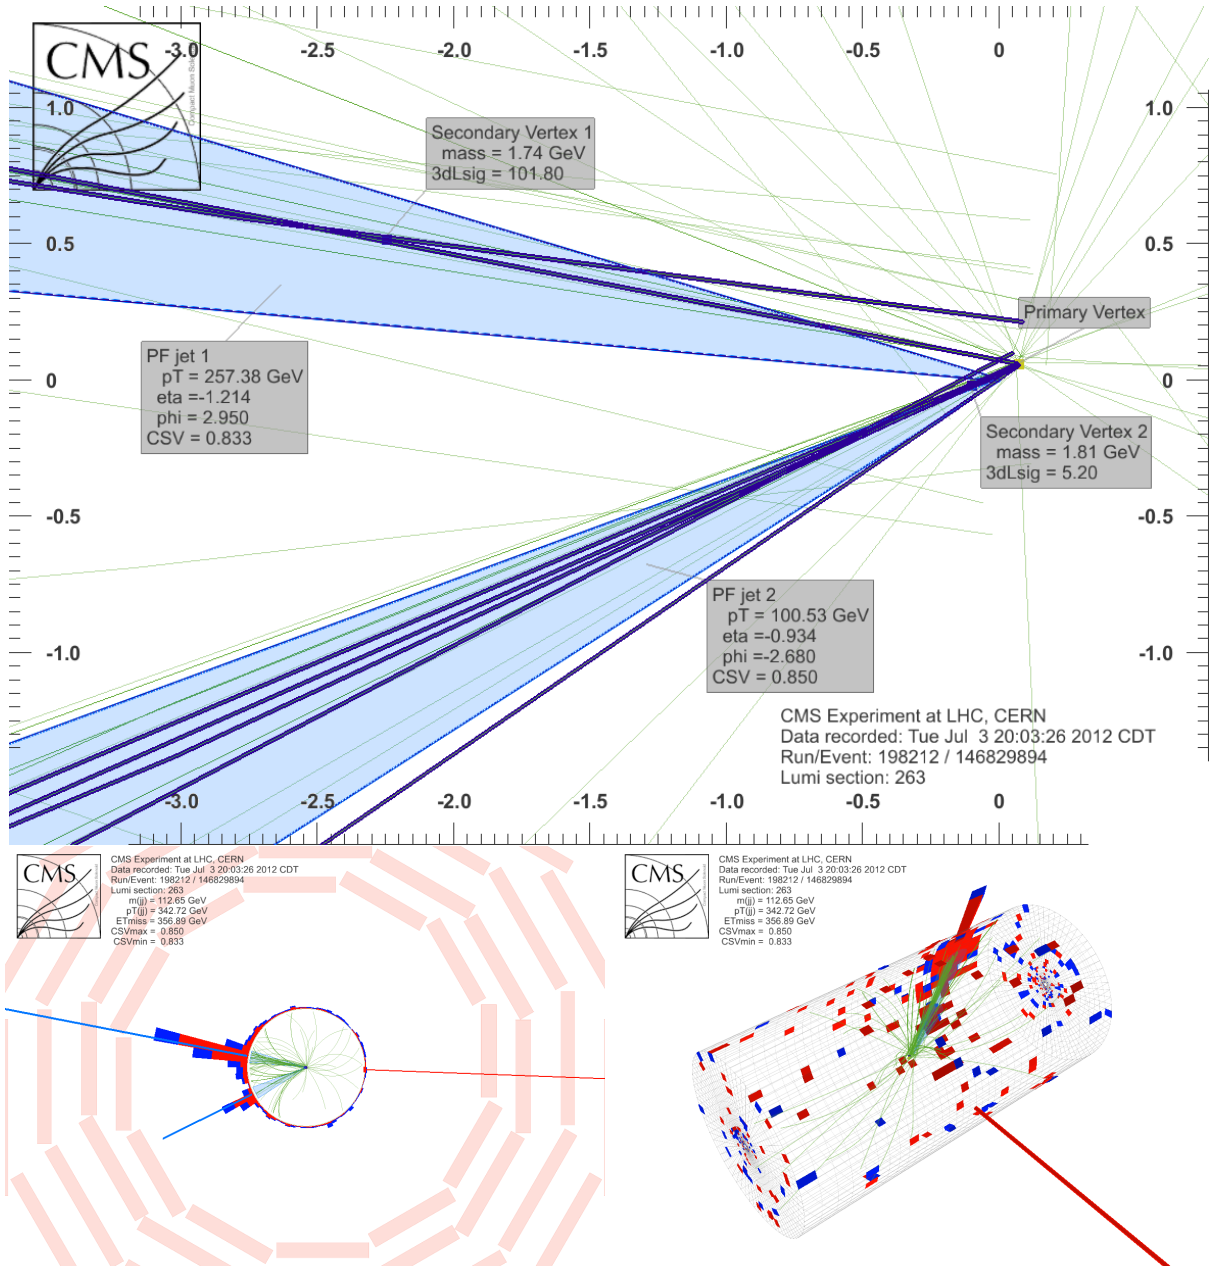 -3.0 -2.5 -2.0 -1.5 -1.0 -0.5 0
CMS
1.0 1.0
Secondary Vertex 1
mass = 1.74 GeV
3dLsig = 101.80
0.5 0.5
Primary Vertex
PF jet 1
pT = 257.38 GeV
eta =-1.214
phi = 2.950
CSV = 0.833
0 0
Secondary Vertex 2
mass = 1.81 GeV
3dLsig = 5.20
-0.5 -0.5
PF jet 2
pT = 100.53 GeV
eta =-0.934
phi =-2.680
CSV = 0.850
-1.0 -1.0
CMS Experiment at LHC, CERN
Data recorded: Tue Jul 3 20:03:26 2012 CDT
Run/Event: 198212 / 146829894
Lumi section: 263
-3.0 -2.5 -2.0 -1.5 -1.0 -0.5 0
CMS
CMS Experiment at LHC, CERN
Data recorded: Tue Jul 3 20:03:26 2012 CDT
Run/Event: 198212 / 146829894
Lumi section: 263
m(jj) = 112.65 GeV
pT(jj) = 342.72 GeV
ETmiss = 356.89 GeV
CSVmax = 0.850
CSVmin = 0.833
CMS
CMS Experiment at LHC, CERN
Data recorded: Tue Jul 3 20:03:26 2012 CDT
Run/Event: 198212 / 146829894
Lumi section: 263
m(jj) = 112.65 GeV
pT(jj) = 342.72 GeV
ETmiss = 356.89 GeV
CSVmax = 0.850
CSVmin = 0.833